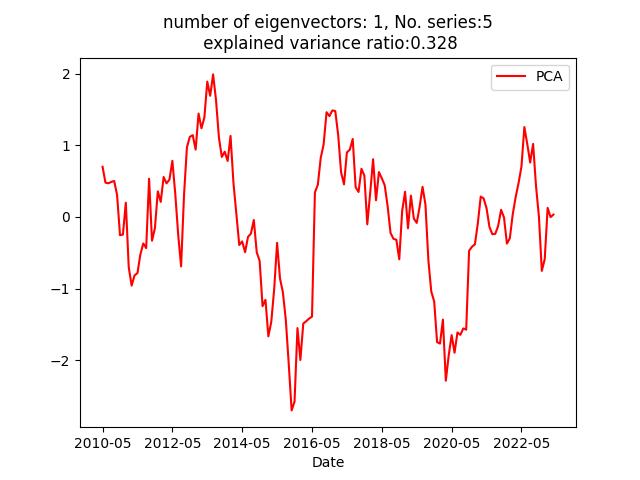 number of eigenvectors: 1, No. series:5
explained variance ratio:0.328
PCA
2
1
0
−1
−2
2010-05 2012-05 2014-05 2016-05 2018-05 2020-05 2022-05
Date